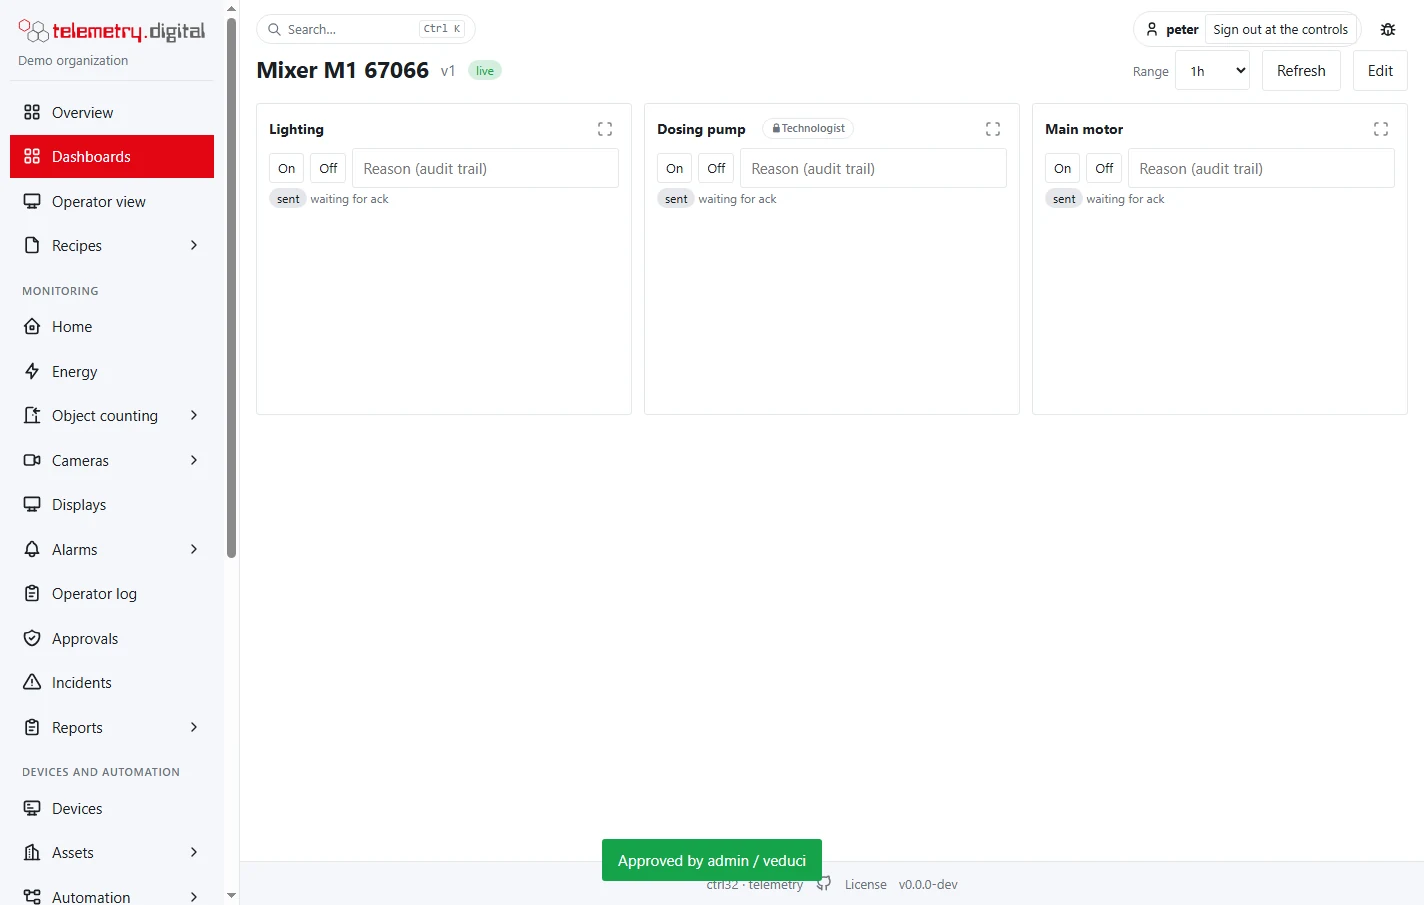 telemetry.digital
Demo organization
Overview
Dashboards
Operator view
Recipes
MONITORING
Home
Energy
Object counting
Cameras
Displays
Alarms
Operator log
Approvals
Incidents
Reports
DEVICES AND AUTOMATION
Devices
Assets
Automation
Search... Ctrl K
peter Sign out at the controls
Mixer M1 67066 v1 live
Range 1h Refresh Edit
Lighting
On Off Reason (audit trail)
sent waiting for ack
Dosing pump Technologist
On Off Reason (audit trail)
sent waiting for ack
Main motor
On Off Reason (audit trail)
sent waiting for ack
Approved by admin / veduci
ctrl32 · telemetry License v0.0.0-dev